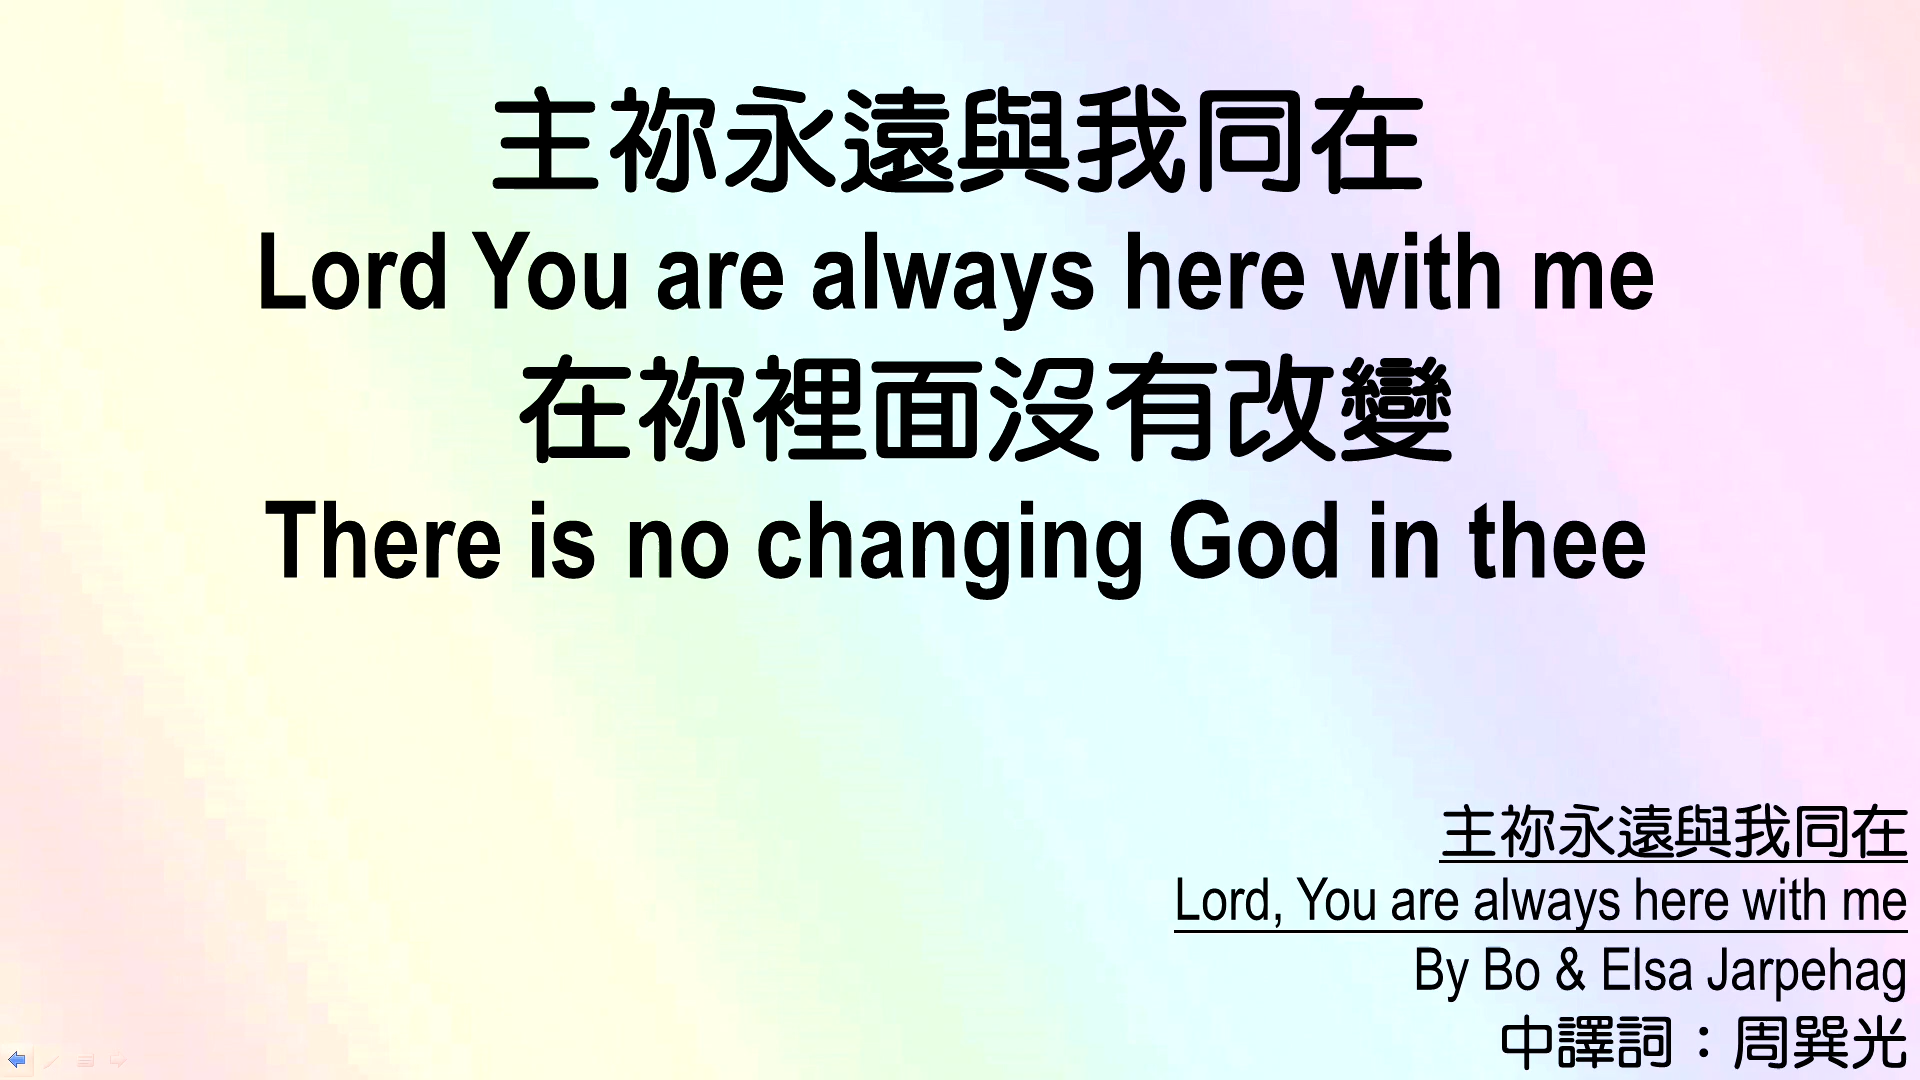 主祢永遠與我同在
Lord You are always here with me
在祢裡面沒有改變
There is no changing God in thee
主祢永遠與我同在
Lord, You are always here with me
By Bo & Elsa Jarpehag
中譯詞：周巽光